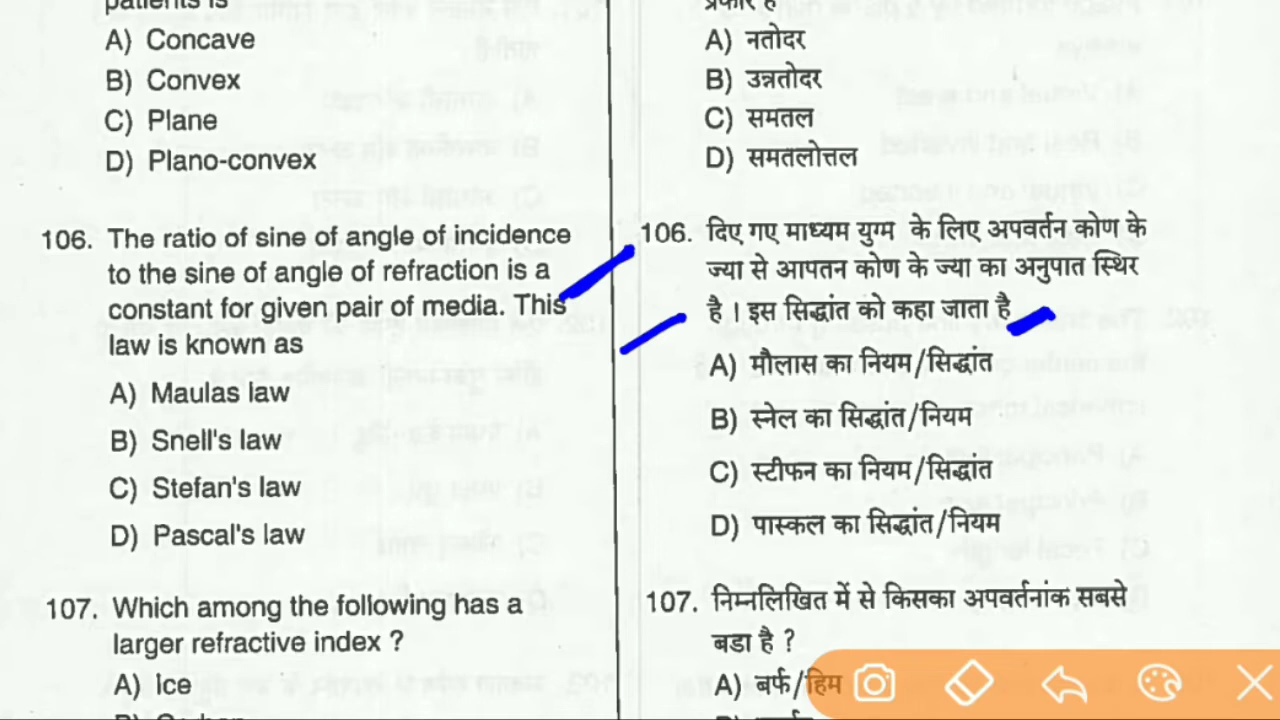 patients is
A) Concave
B) Convex
C) Plane
D) Plano-convex
106. The ratio of sine of angle of incidence
to the sine of angle of refraction is a
constant for given pair of media. This
law is known as
A) Maulas law
B) Snell's law
C) Stefan's law
D) Pascal's law
107. Which among the following has a
larger refractive index ?
A) Ice
A) नतोदर
B) उन्नतोदर
C) समतल
D) समतलोत्तल
106. दिए गए माध्यम युग्म के लिए अपवर्तन कोण के
ज्या से आपतन कोण के ज्या का अनुपात स्थिर
है । इस सिद्धांत को कहा जाता है
A) मौलास का नियम/सिद्धांत
B) स्नेल का सिद्धांत/नियम
C) स्टीफन का नियम/सिद्धांत
D) पास्कल का सिद्धांत/नियम
107. निम्नलिखित में से किसका अपवर्तनांक सबसे
बडा है ?
A) बर्फ/हिम